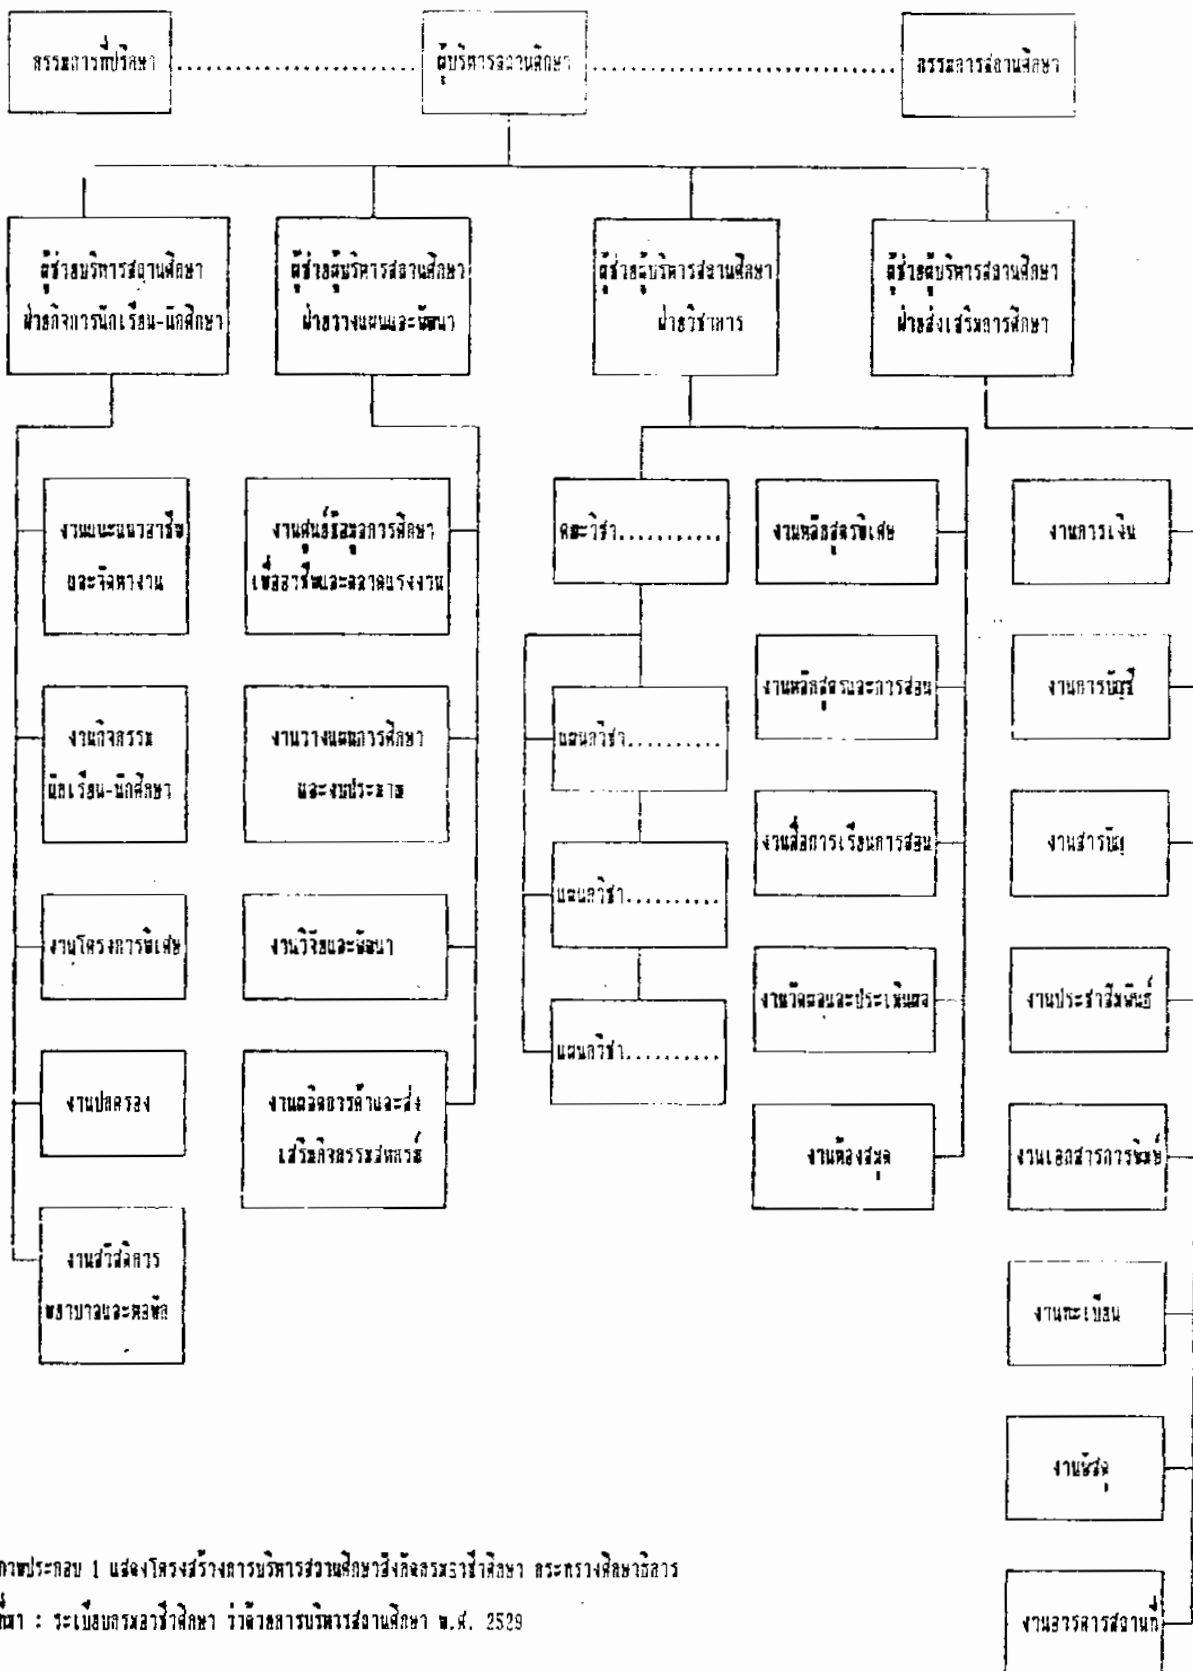 กรรมการที่ปรึกษา
ผู้บริหารสถานศึกษา
กรรมการสถานศึกษา
ผู้ช่วยบริหารสถานศึกษา
ฝ่ายกิจการนักเรียน-นักศึกษา
ผู้ช่วยผู้บริหารสถานศึกษา
ฝ่ายวางแผนและพัฒนา
ผู้ช่วยผู้บริหารสถานศึกษา
ฝ่ายวิชาการ
ผู้ช่วยผู้บริหารสถานศึกษา
ฝ่ายส่งเสริมการศึกษา
งานแนะแนวอาชีพ
และจัดหางาน
งานกิจกรรม
นักเรียน-นักศึกษา
งานโครงการพิเศษ
งานปกครอง
งานสวัสดิการ
พยาบาลและหอพัก
งานศูนย์ข้อมูลการศึกษา
เพื่ออาชีพและตลาดแรงงาน
งานวางแผนการศึกษา
และงบประมาณ
งานวิจัยและพัฒนา
งานผลิตการค้าและส่ง
เสริมกิจกรรมสหกรณ์
คณะวิชา...........
แผนกวิชา..........
แผนกวิชา..........
แผนกวิชา..........
งานหลักสูตรพิเศษ
งานหลักสูตรและการสอน
งานสื่อการเรียนการสอน
งานวัดผลและประเมินผล
งานห้องสมุด
งานการเงิน
งานการบัญชี
งานสารบัญ
งานประชาสัมพันธ์
งานเอกสารการพิมพ์
งานทะเบียน
งานพัสดุ
งานอาคารสถานที่
ภาพประกอบ 1 แสดงโครงสร้างการบริหารสถานศึกษาสังกัดกรมอาชีวศึกษา กระทรวงศึกษาธิการ
ที่มา : ระเบียบกรมอาชีวศึกษา ว่าด้วยการบริหารสถานศึกษา พ.ศ. 2529